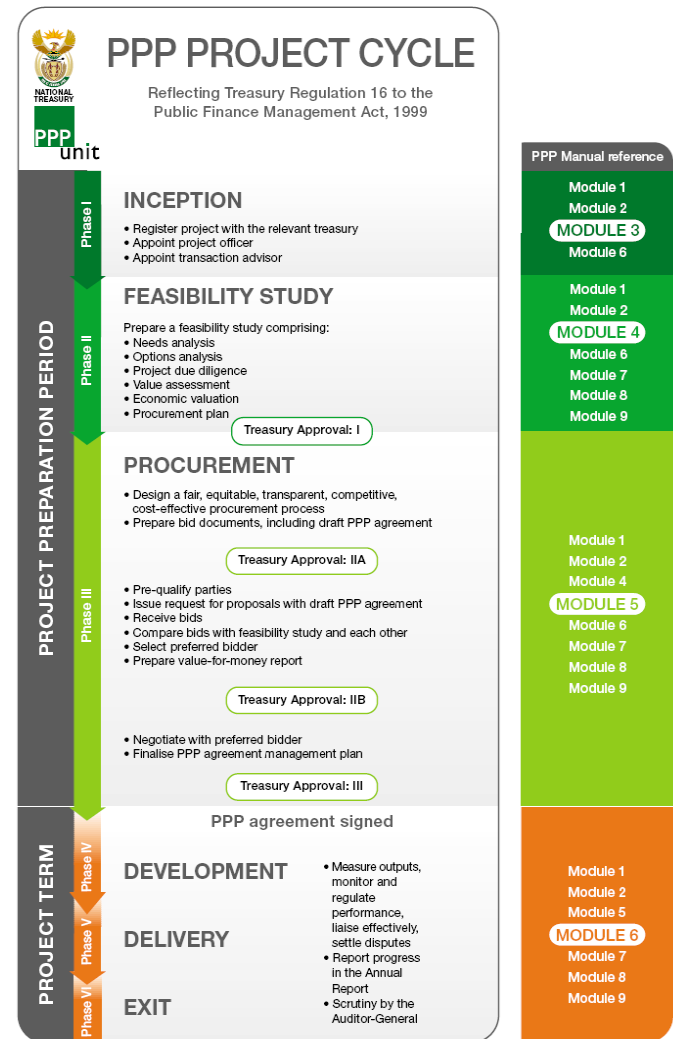 PPP PROJECT CYCLE
NATIONAL
TREASURY
PPP
unit
Reflecting Treasury Regulation 16 to the
Public Finance Management Act, 1999
PPP Manual reference
PROJECT PREPARATION PERIOD
Phase I
INCEPTION
• Register project with the relevant treasury
• Appoint project officer
• Appoint transaction advisor
Module 1
Module 2
MODULE 3
Module 6
Phase II
FEASIBILITY STUDY
Prepare a feasibility study comprising:
• Needs analysis
• Options analysis
• Project due diligence
• Value assessment
• Economic valuation
• Procurement plan
Treasury Approval: I
Module 1
Module 2
MODULE 4
Module 6
Module 7
Module 8
Module 9
Phase III
PROCUREMENT
• Design a fair, equitable, transparent, competitive,
cost-effective procurement process
• Prepare bid documents, including draft PPP agreement
Treasury Approval: IIA
• Pre-qualify parties
• Issue request for proposals with draft PPP agreement
• Receive bids
• Compare bids with feasibility study and each other
• Select preferred bidder
• Prepare value-for-money report
Treasury Approval: IIB
• Negotiate with preferred bidder
• Finalise PPP agreement management plan
Treasury Approval: III
Module 1
Module 2
Module 4
MODULE 5
Module 6
Module 7
Module 8
Module 9
PROJECT TERM
PPP agreement signed
Phase IV
DEVELOPMENT
Phase V
DELIVERY
Phase VI
EXIT
• Measure outputs,
monitor and
regulate
performance,
liaise effectively,
settle disputes
• Report progress
in the Annual
Report
• Scrutiny by the
Auditor-General
Module 1
Module 2
Module 5
MODULE 6
Module 7
Module 8
Module 9